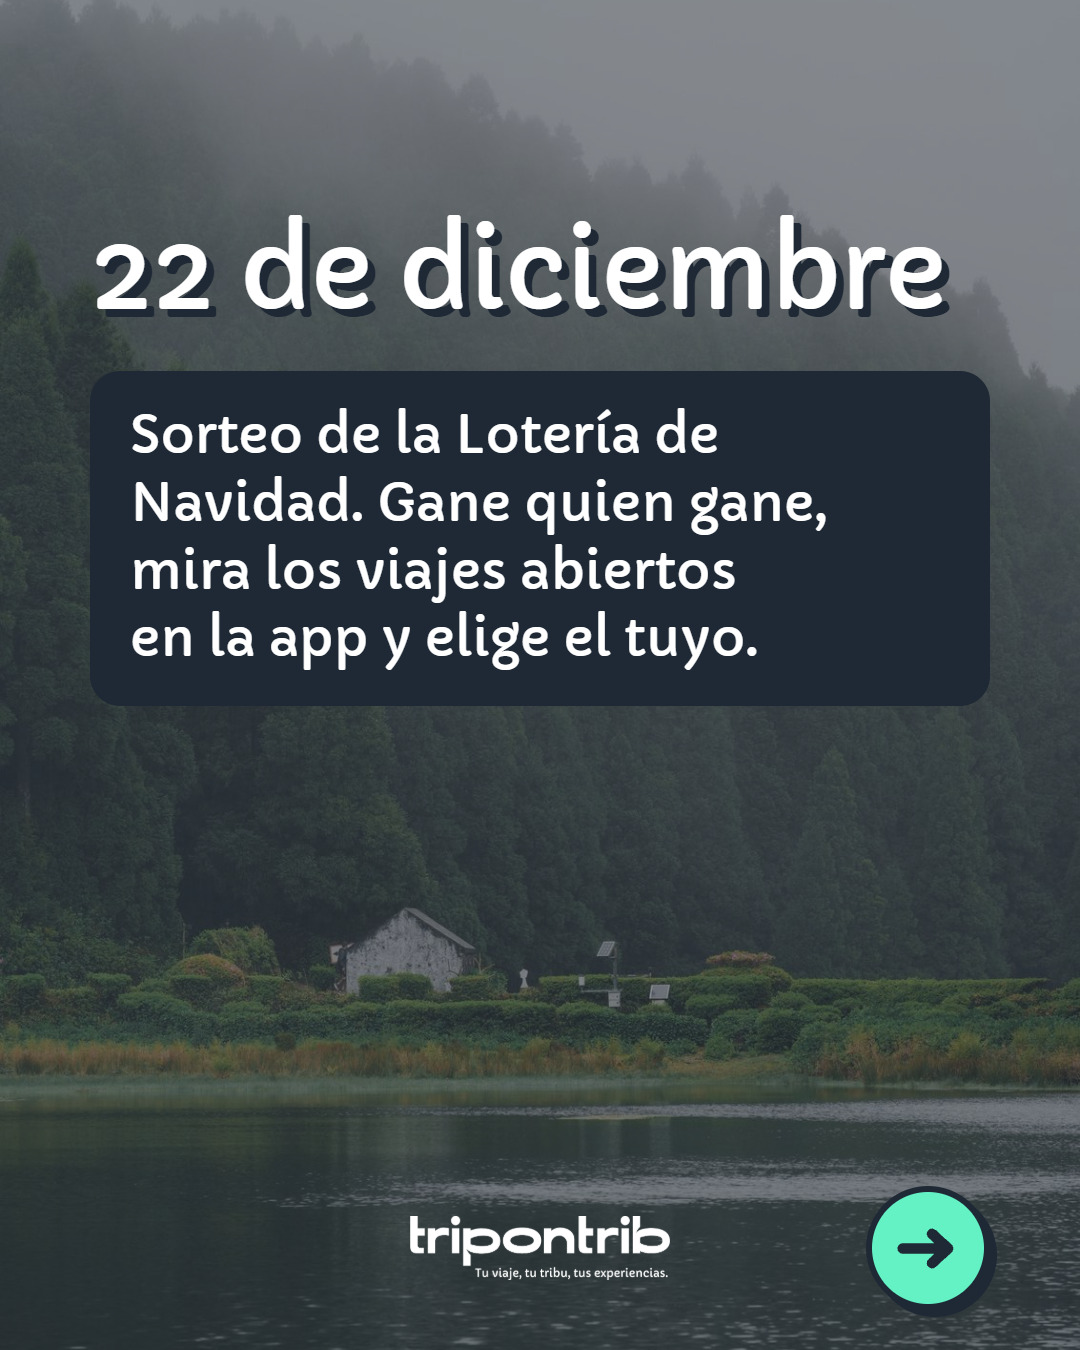 22 de diciembre
Sorteo de la Lotería de
Navidad. Gane quien gane,
mira los viajes abiertos
en la app y elige el tuyo.
tripontrib
Tu viaje, tu tribu, tus experiencias.